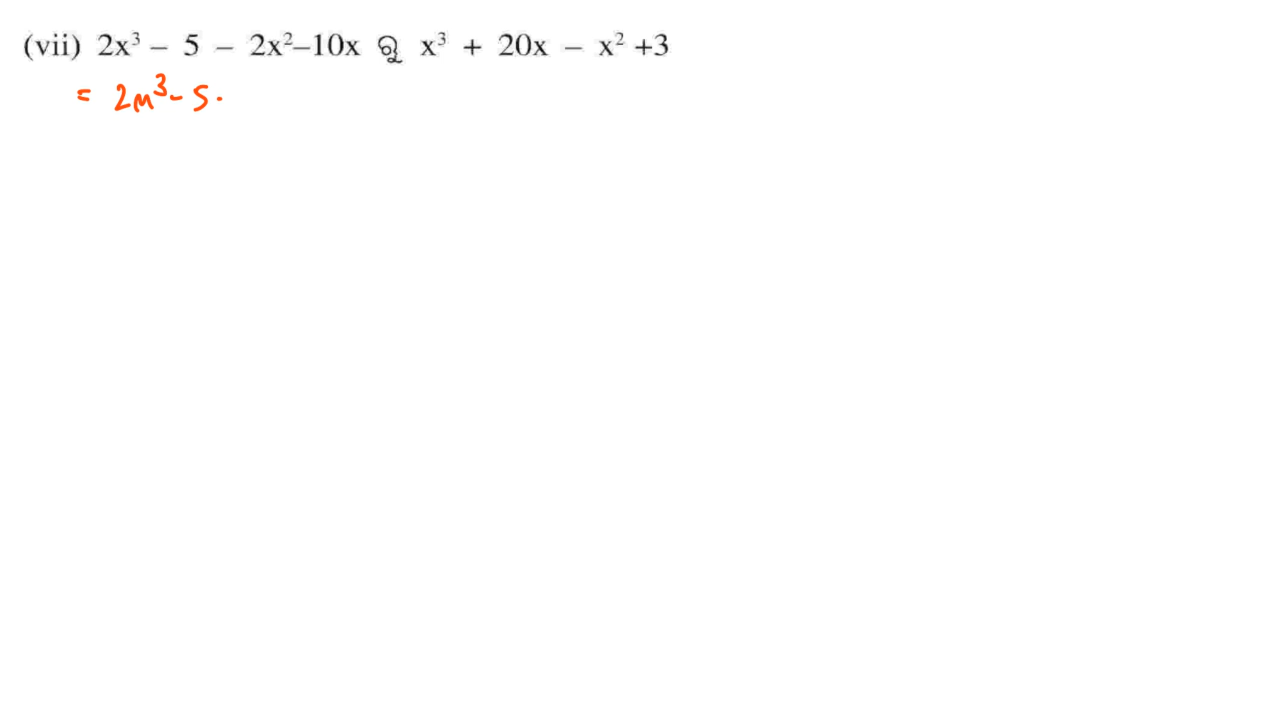 (vii) 2x³ – 5 – 2x²–10x ରୁ x³ + 20x – x² +3
= 2m³- 5.